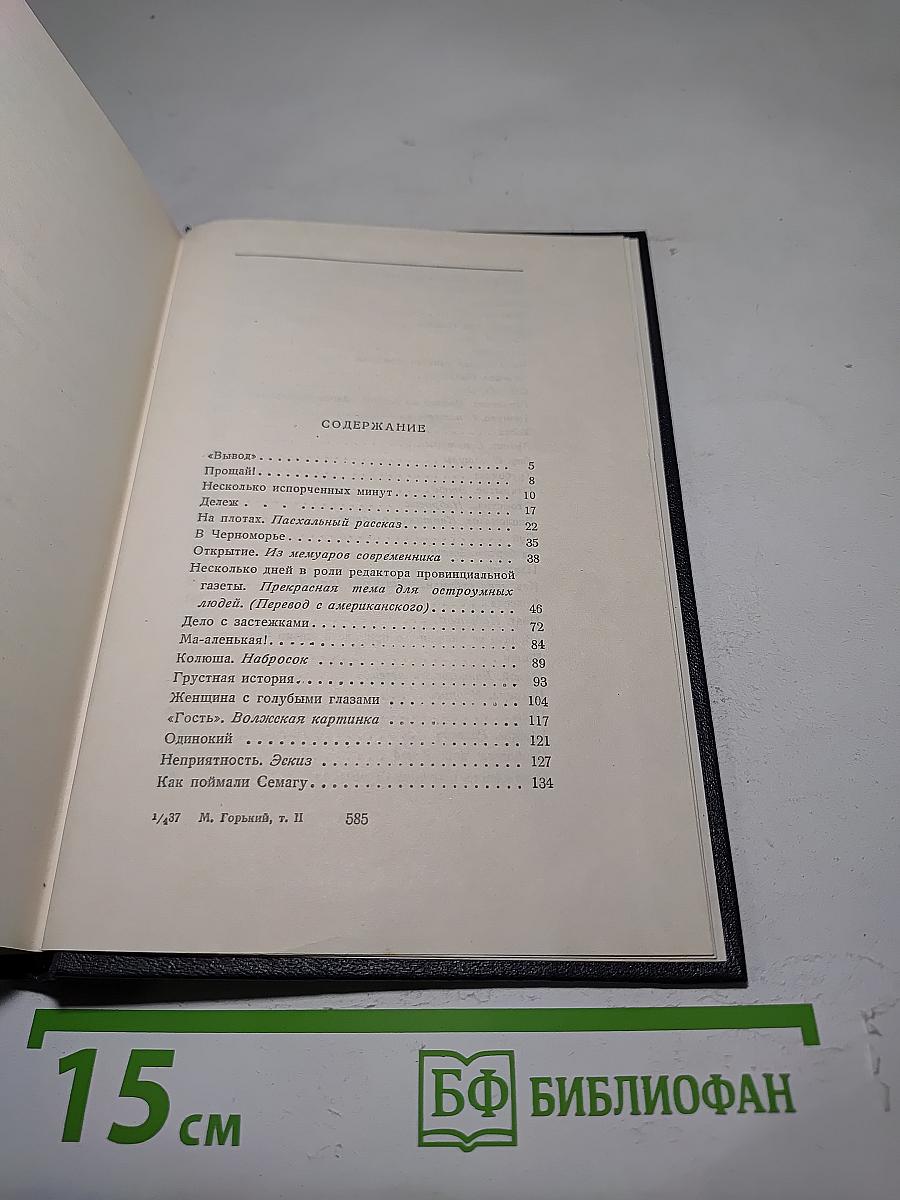 СОДЕРЖАНИЕ
«Вывод» . . . . . . . . . . . . . . . . . . . . . . . . . . 5
Прощай! . . . . . . . . . . . . . . . . . . . . . . . . . . 8
Несколько испорченных минут . . . . . . . . . . . . 10
Дележ . . . . . . . . . . . . . . . . . . . . . . . . . . 17
На плотах. Пасхальный рассказ . . . . . . . . . . . 22
В Черноморье . . . . . . . . . . . . . . . . . . . . . . 35
Открытие. Из мемуаров современника . . . . . . . 38
Несколько дней в роли редактора провинциальной
газеты. Прекрасная тема для остроумных
людей. (Перевод с американского) . . . . . . . . . 46
Дело с застежками . . . . . . . . . . . . . . . . . . . . 72
Ма-аленькая! . . . . . . . . . . . . . . . . . . . . . . . 84
Колюша. Набросок . . . . . . . . . . . . . . . . . . . 89
Грустная история . . . . . . . . . . . . . . . . . . . . 93
Женщина с голубыми глазами . . . . . . . . . . . . 104
«Гость». Волжская картинка . . . . . . . . . . . . 117
Одинокий . . . . . . . . . . . . . . . . . . . . . . . . . 121
Неприятность. Эскиз . . . . . . . . . . . . . . . . . . 127
Как поймали Семагу . . . . . . . . . . . . . . . . . . . 134
1/437 М. Горький, т. II 585
15 см
БФ БИБЛИОФАН